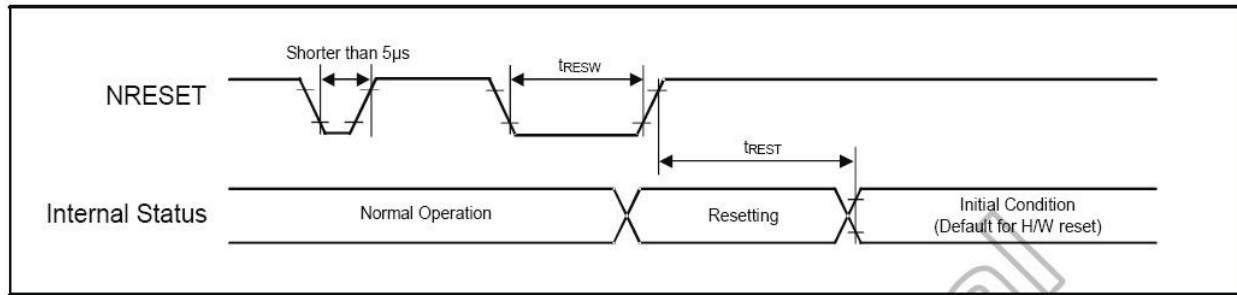 Shorter than 5µs
tRESW
NRESET
tREST
Internal Status
Normal Operation
Resetting
Initial Condition
(Default for H/W reset)